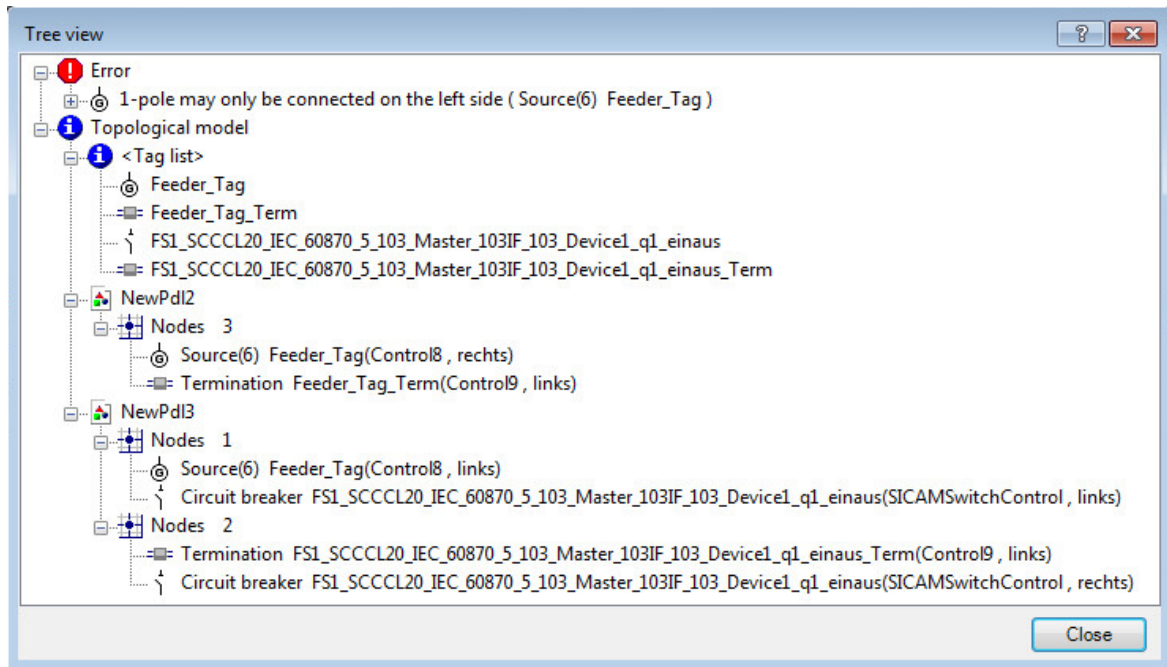 Tree view
Error
1-pole may only be connected on the left side ( Source(6)  Feeder_Tag )
Topological model
<Tag list>
Feeder_Tag
Feeder_Tag_Term
FS1_SCCCL20_IEC_60870_5_103_Master_103IF_103_Device1_q1_einaus
FS1_SCCCL20_IEC_60870_5_103_Master_103IF_103_Device1_q1_einaus_Term
NewPdl2
Nodes  3
Source(6)  Feeder_Tag(Control8 , rechts)
Termination  Feeder_Tag_Term(Control9 , links)
NewPdl3
Nodes  1
Source(6)  Feeder_Tag(Control8 , links)
Circuit breaker  FS1_SCCCL20_IEC_60870_5_103_Master_103IF_103_Device1_q1_einaus(SICAMSwitchControl , links)
Nodes  2
Termination  FS1_SCCCL20_IEC_60870_5_103_Master_103IF_103_Device1_q1_einaus_Term(Control9 , links)
Circuit breaker  FS1_SCCCL20_IEC_60870_5_103_Master_103IF_103_Device1_q1_einaus(SICAMSwitchControl , rechts)
Close